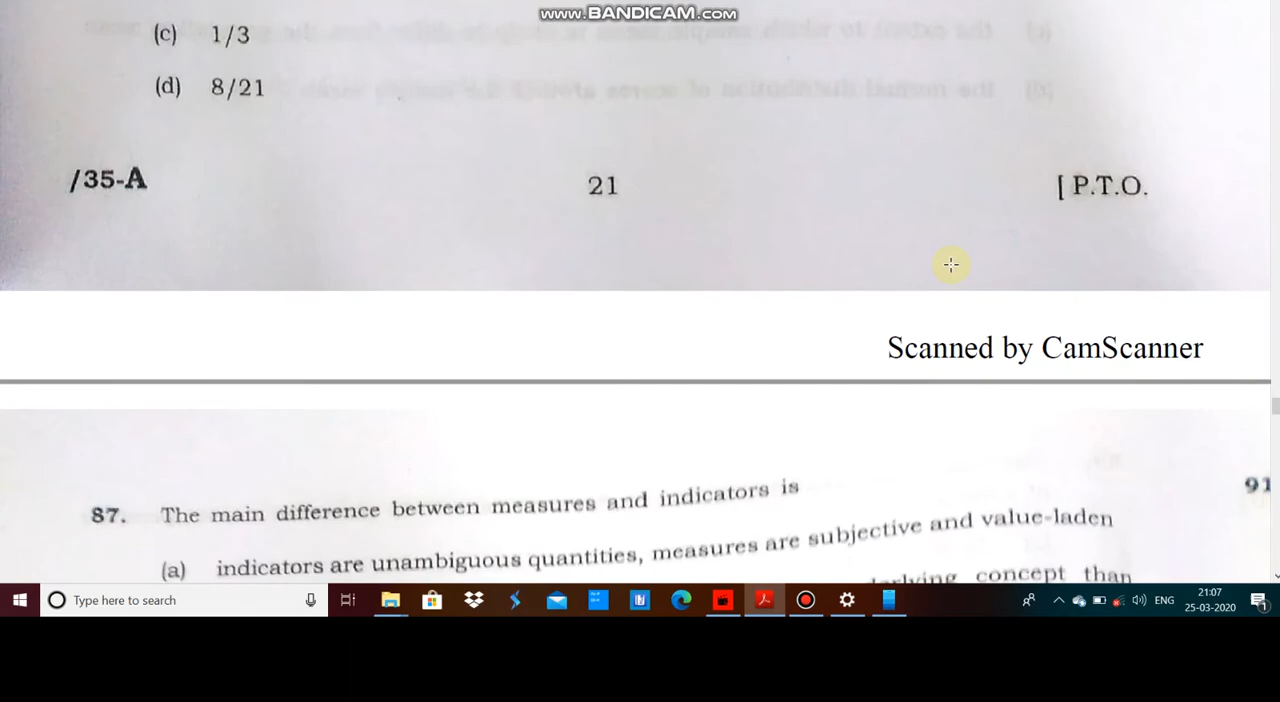 www.BANDICAM.com
(c) 1/3
(d) 8/21
/35-A 21 [ P.T.O.
Scanned by CamScanner
87. The main difference between measures and indicators is
91
(a) indicators are unambiguous quantities, measures are subjective and value-laden
concept than
Type here to search
ENG
21:07
25-03-2020
1